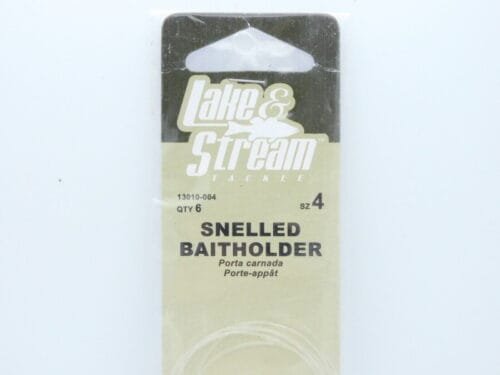 Lake &
Stream
TACKLE
13010-004
QTY 6
SZ 4
SNELLED
BAITHOLDER
Porta carnada
Porte-appât